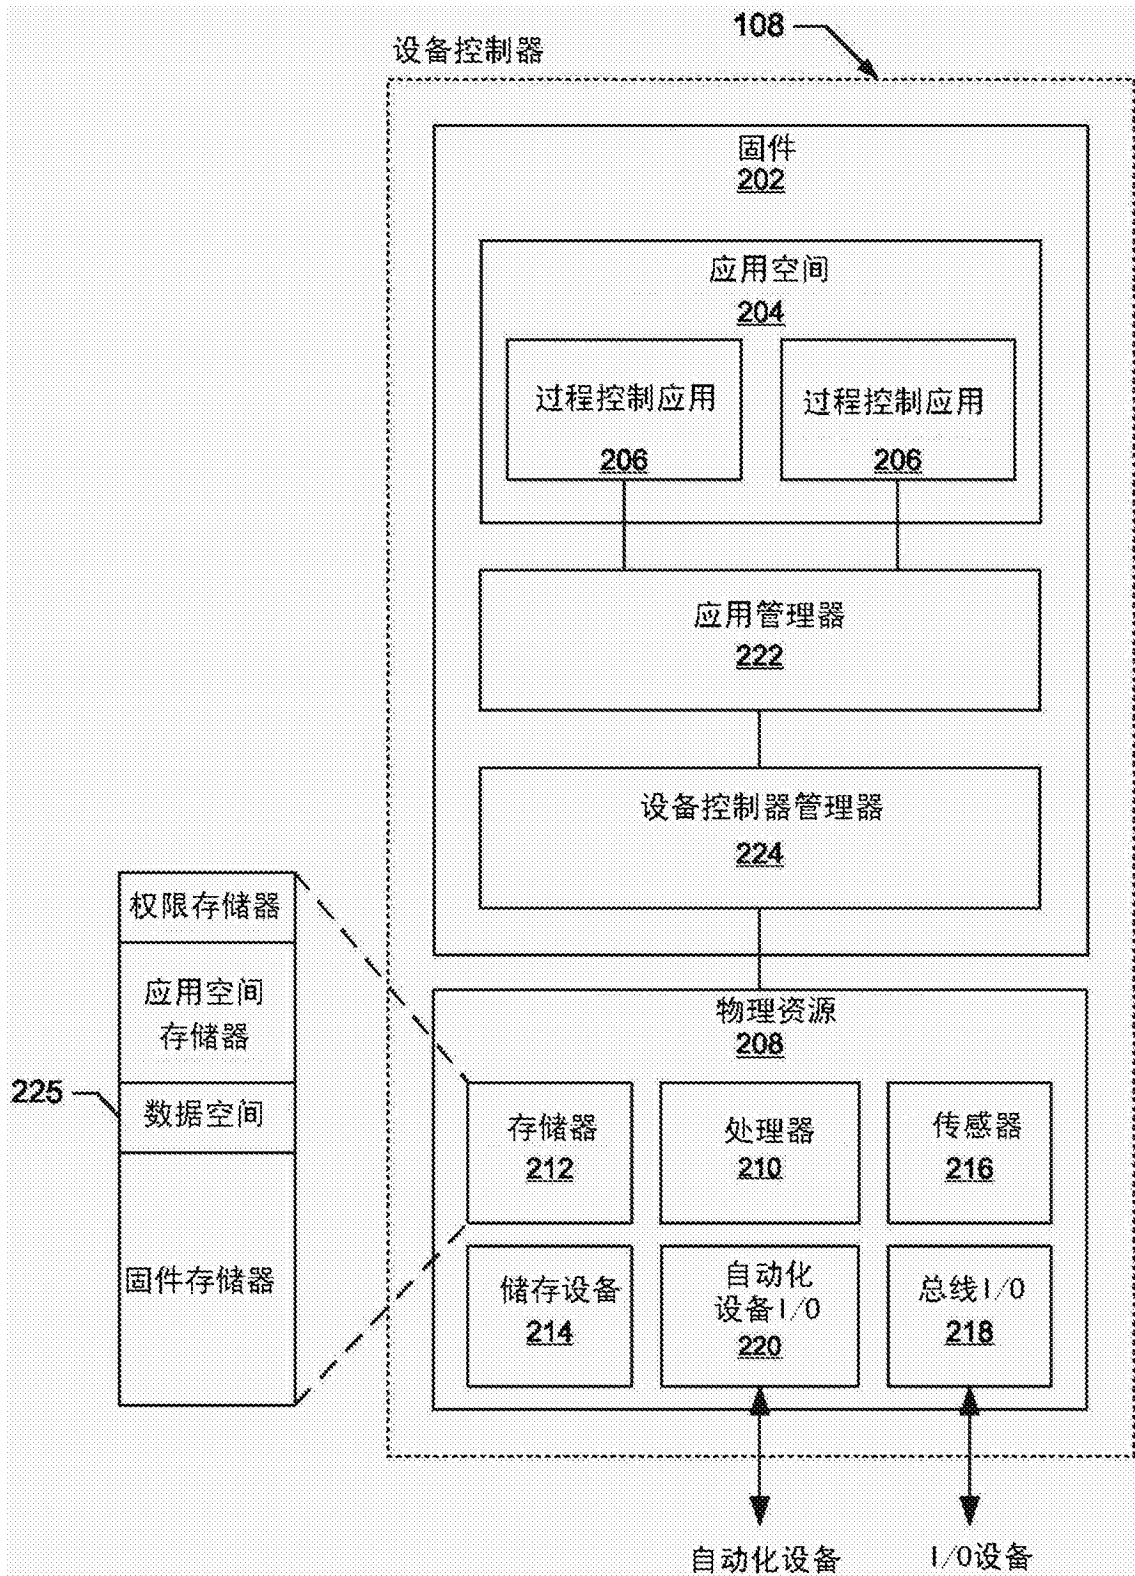 108
设备控制器
固件
202
应用空间
204
过程控制应用
206
过程控制应用
206
应用管理器
222
设备控制器管理器
224
权限存储器
应用空间
存储器
225
数据空间
固件存储器
物理资源
208
存储器
212
处理器
210
传感器
216
储存设备
214
自动化
设备I/O
220
总线I/O
218
自动化设备
I/O设备